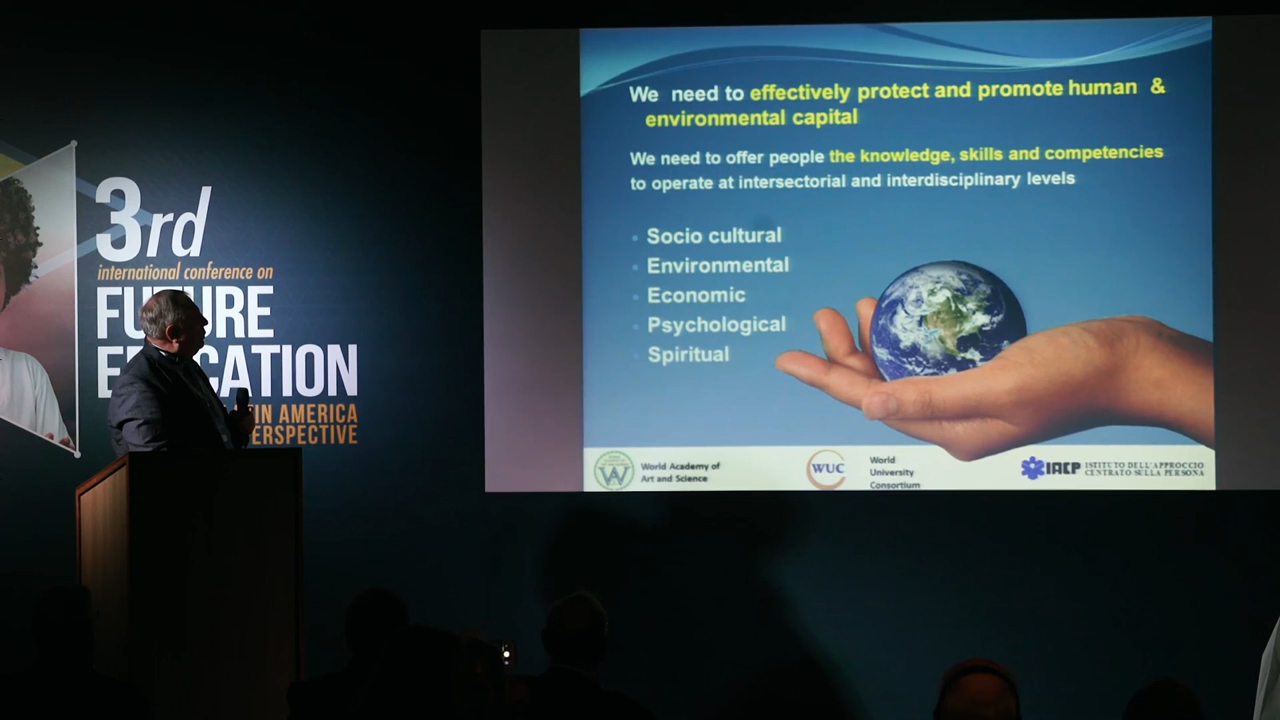 3rd
international conference on
FUTURE
EDUCATION
IN AMERICA
ERSPECTIVE
We need to effectively protect and promote human &
environmental capital
We need to offer people the knowledge, skills and competencies
to operate at intersectorial and interdisciplinary levels
• Socio cultural
• Environmental
• Economic
• Psychological
• Spiritual
World Academy of
Art and Science
WUC
World
University
Consortium
IACP
ISTITUTO DELL'APPROCCIO
CENTRATO SULLA PERSONA